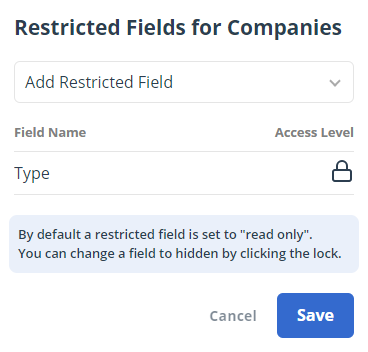 Restricted Fields for Companies
Add Restricted Field
Field Name Access Level
Type
By default a restricted field is set to "read only".
You can change a field to hidden by clicking the lock.
Cancel Save